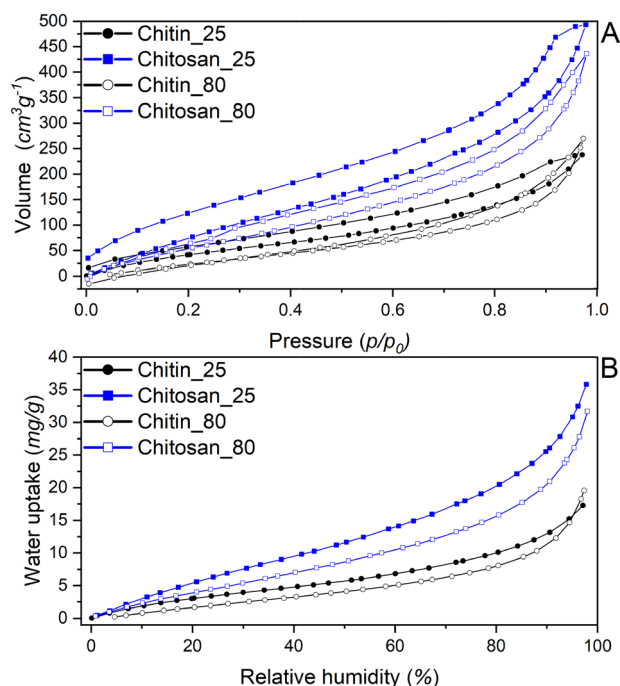 A
Chitin_25
Chitosan_25
Chitin_80
Chitosan_80
500
450
400
350
300
250
200
150
100
50
0
Volume (cm³g⁻¹)
0.0 0.2 0.4 0.6 0.8 1.0
Pressure (p/p₀)
B
Chitin_25
Chitosan_25
Chitin_80
Chitosan_80
40
35
30
25
20
15
10
5
0
Water uptake (mg/g)
0 20 40 60 80 100
Relative humidity (%)